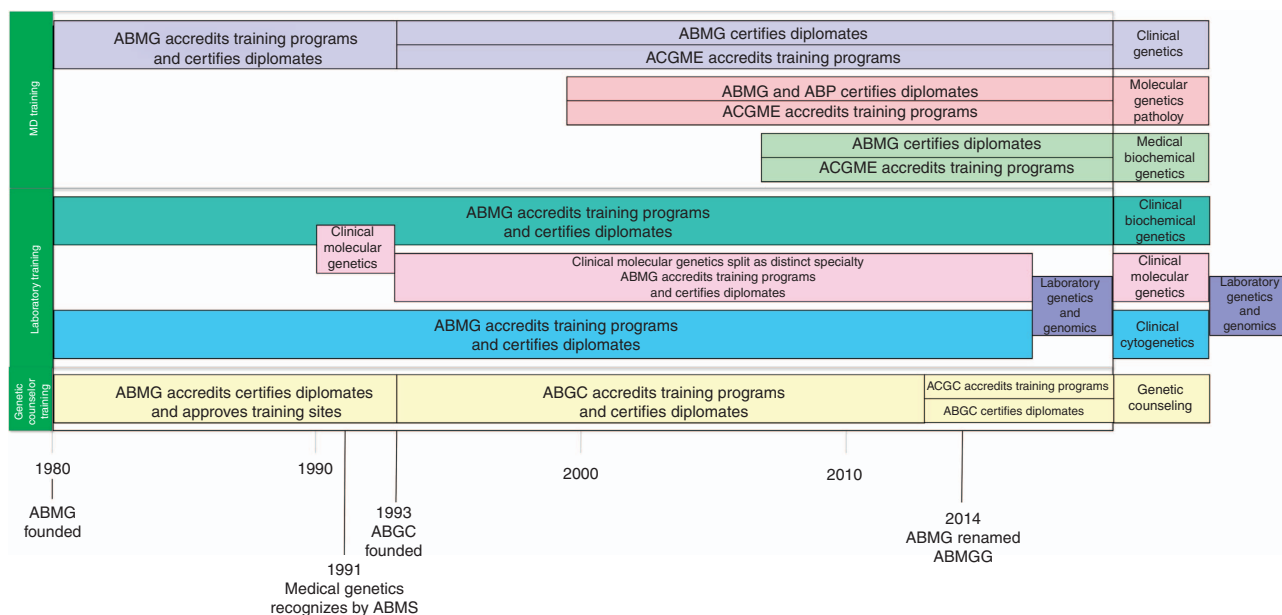 MD training
ABMG accredits training programs
and certifies diplomates
ABMG certifies diplomates
ACGME accredits training programs
Clinical
genetics
ABMG and ABP certifies diplomates
ACGME accredits training programs
Molecular
genetics
patholoy
ABMG certifies diplomates
ACGME accredits training programs
Medical
biochemical
genetics
Laboratory training
ABMG accredits training programs
and certifies diplomates
Clinical
biochemical
genetics
Clinical
molecular
genetics
Clinical molecular genetics split as distinct specialty
ABMG accredits training programs
and certifies diplomates
Laboratory
genetics
and
genomics
Clinical
molecular
genetics
Laboratory
genetics
and
genomics
ABMG accredits training programs
and certifies diplomates
Clinical
cytogenetics
Genetic
counselor
training
ABMG accredits certifies diplomates
and approves training sites
ABGC accredits training programs
and certifies diplomates
ACGC accredits training programs
ABGC certifies diplomates
Genetic
counseling
1980
ABMG
founded
1990
1991
Medical genetics
recognizes by ABMS
1993
ABGC
founded
2000
2010
2014
ABMG renamed
ABMGG